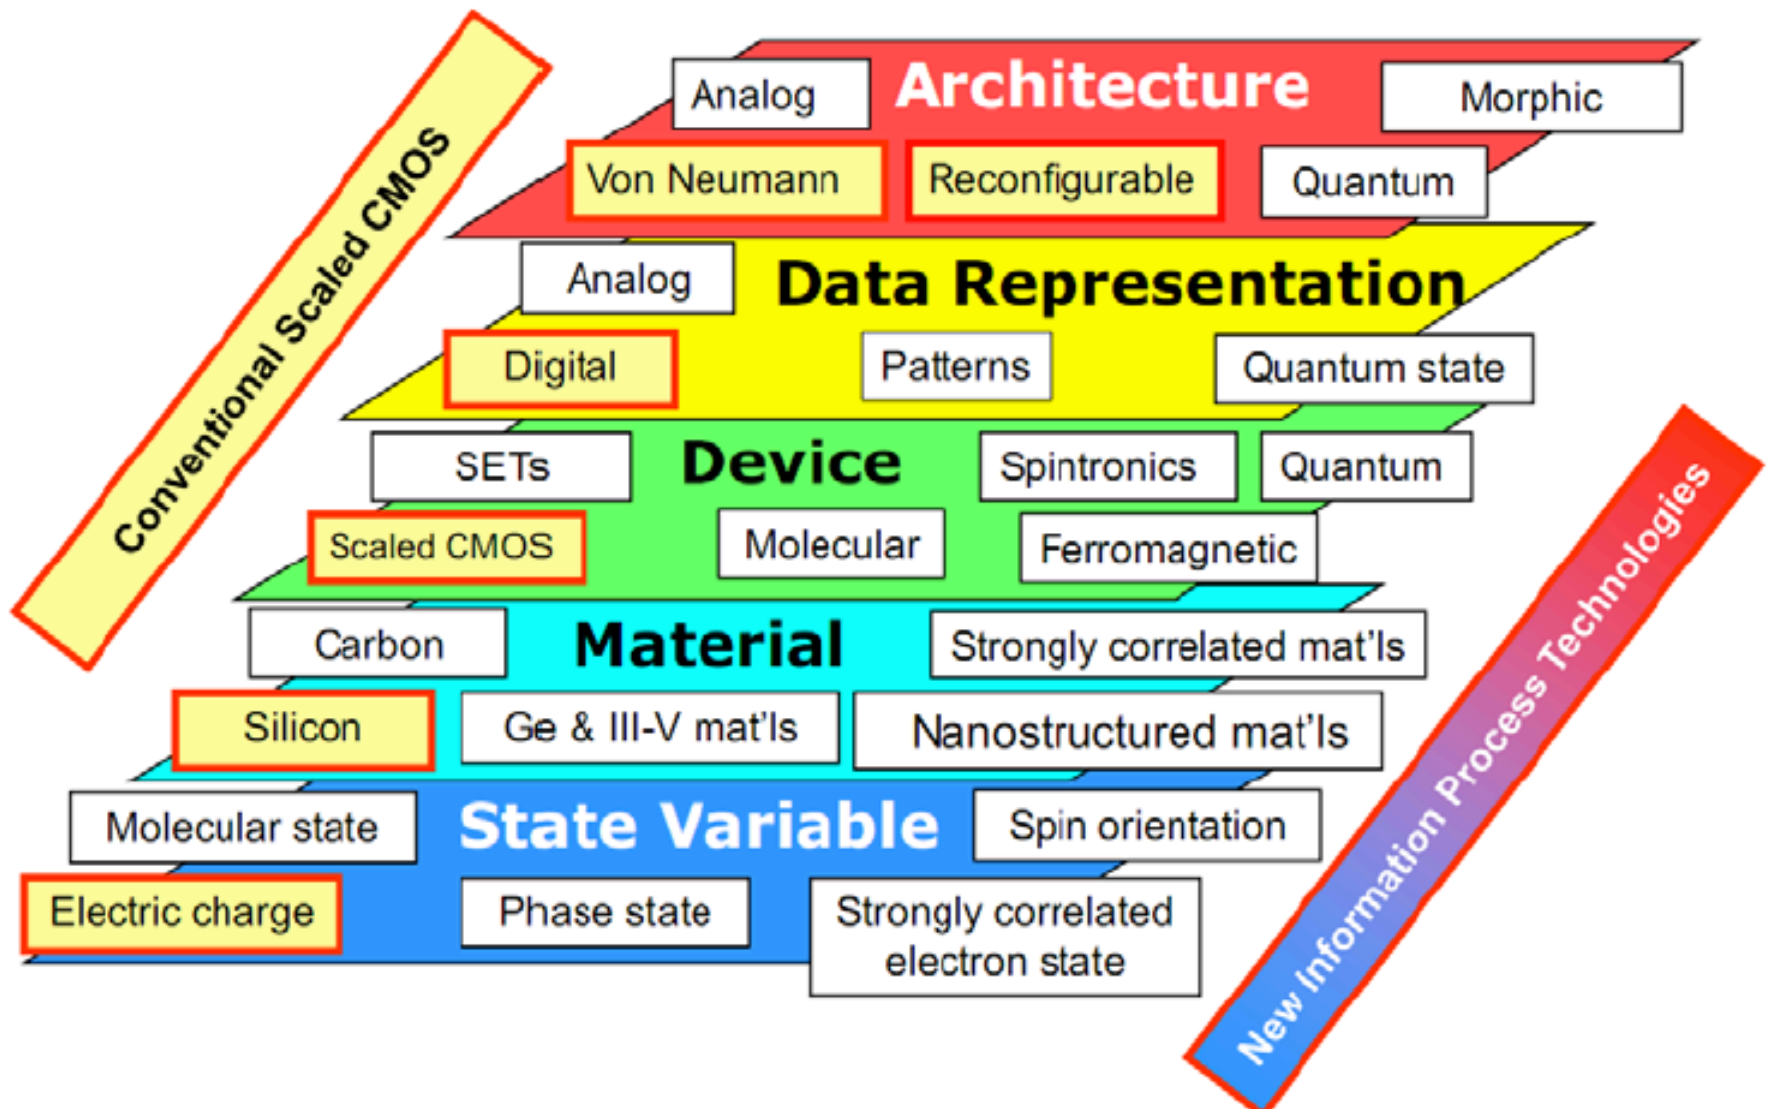 Conventional Scaled CMOS
Analog
Architecture
Morphic
Von Neumann
Reconfigurable
Quantum
Analog
Data Representation
Digital
Patterns
Quantum state
SETs
Device
Spintronics
Quantum
Scaled CMOS
Molecular
Ferromagnetic
Carbon
Material
Strongly correlated mat'ls
Silicon
Ge & III-V mat'ls
Nanostructured mat'ls
Molecular state
State Variable
Spin orientation
Electric charge
Phase state
Strongly correlated
electron state
New Information Process Technologies